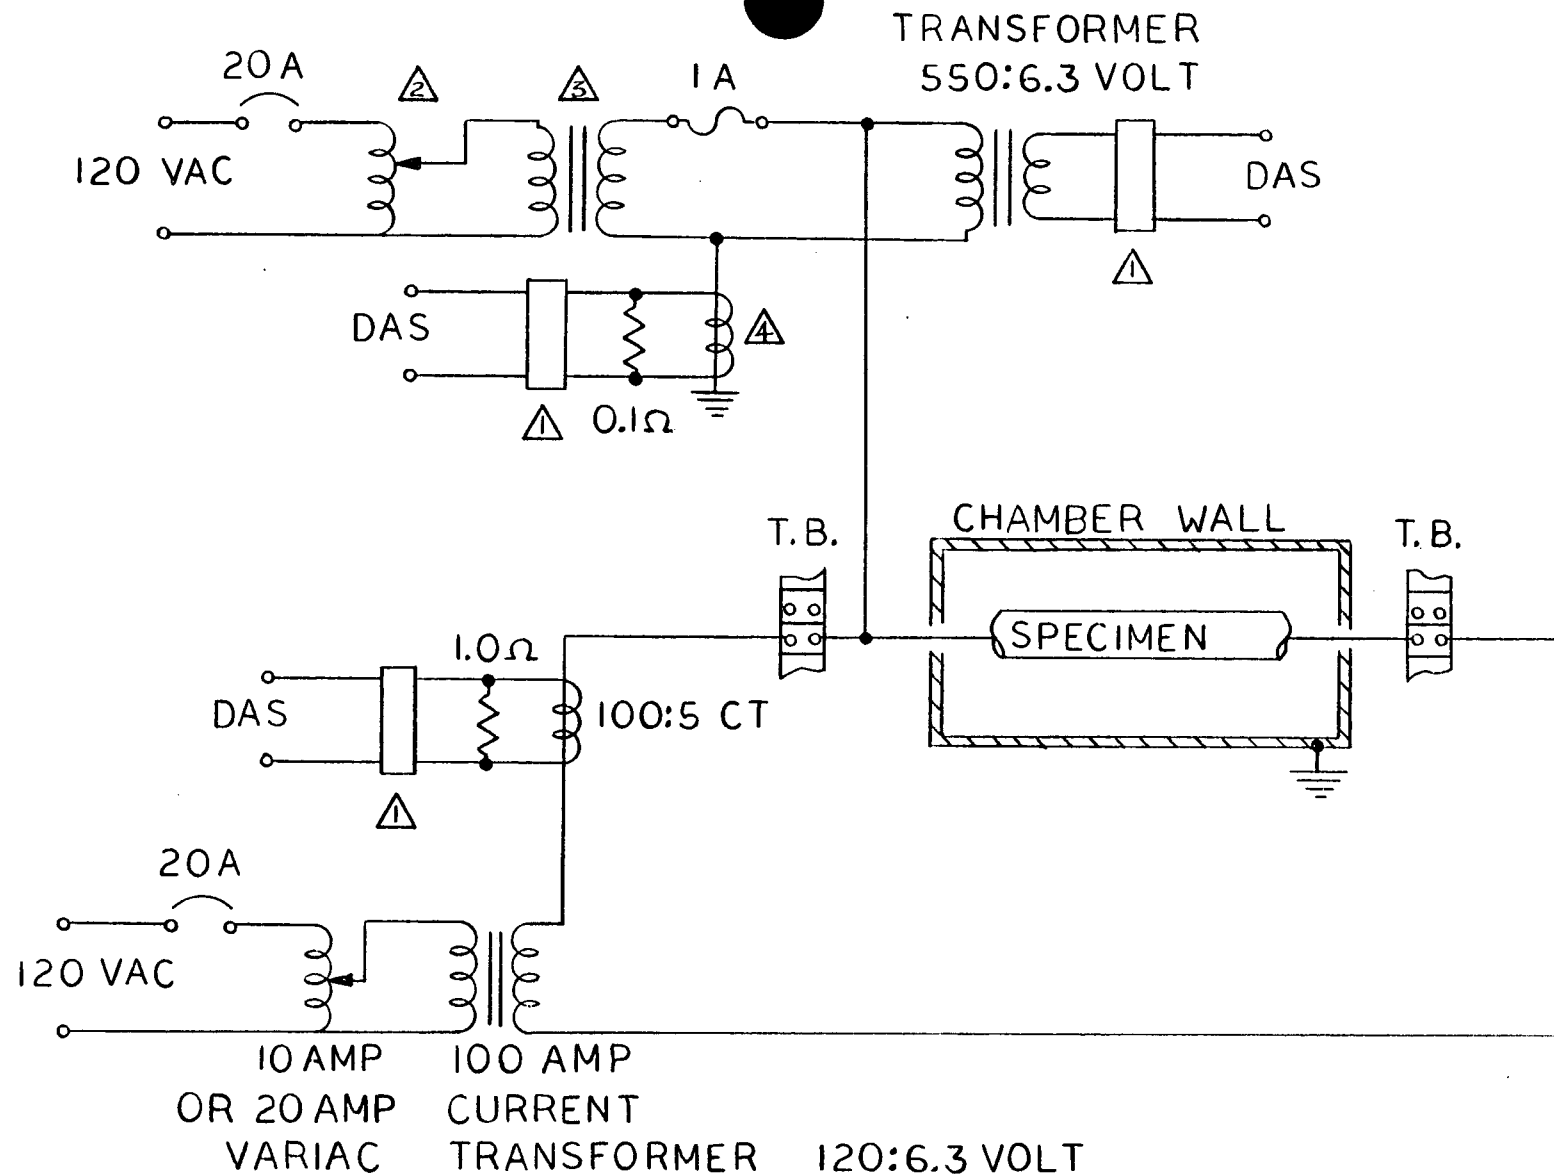 TRANSFORMER
550:6.3 VOLT
20 A
2
3
1 A
120 VAC
DAS
1
DAS
4
1
0.1Ω
T.B.
CHAMBER WALL
T.B.
SPECIMEN
1.0Ω
DAS
100:5 CT
1
20A
120 VAC
10 AMP
OR 20 AMP
VARIAC
100 AMP
CURRENT
TRANSFORMER 120:6.3 VOLT